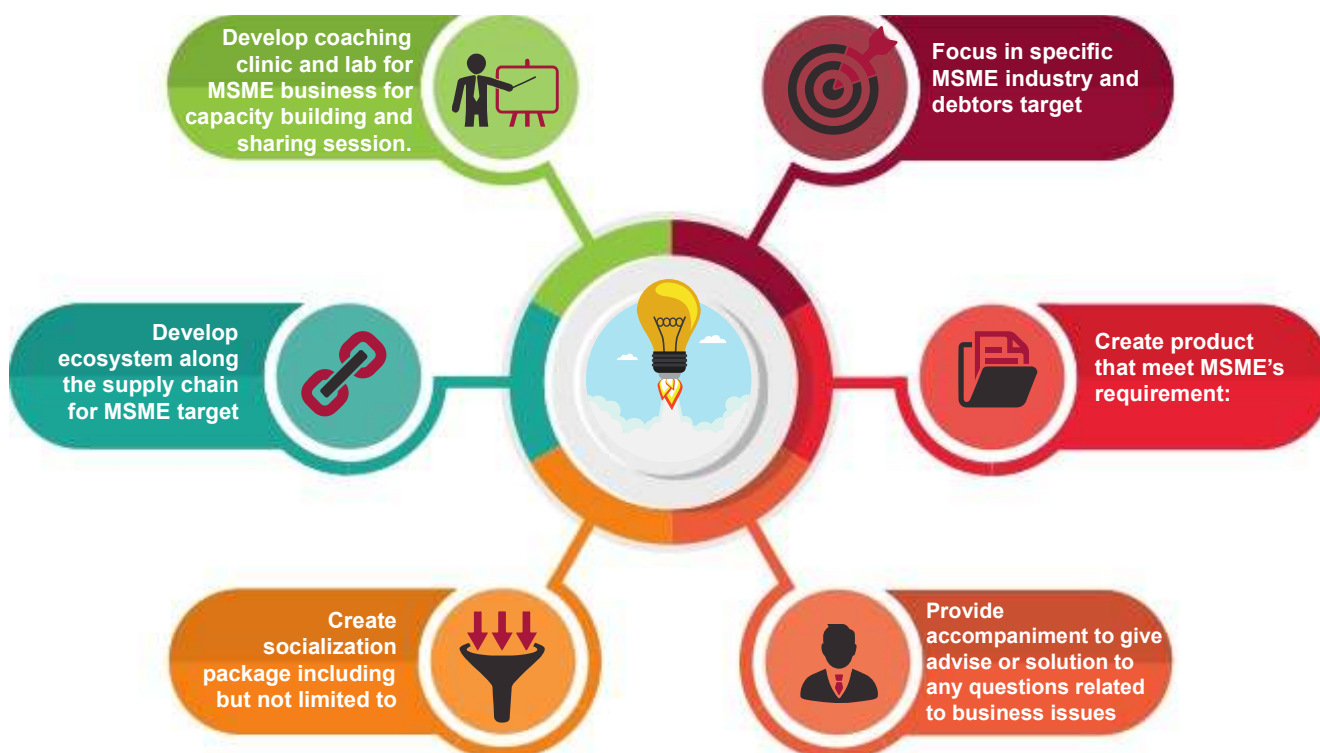 Develop coaching
clinic and lab for
MSME business for
capacity building and
sharing session.
Focus in specific
MSME industry and
debtors target
Develop
ecosystem along
the supply chain
for MSME target
Create product
that meet MSME’s
requirement:
Create
socialization
package including
but not limited to
Provide
accompaniment to give
advise or solution to
any questions related
to business issues